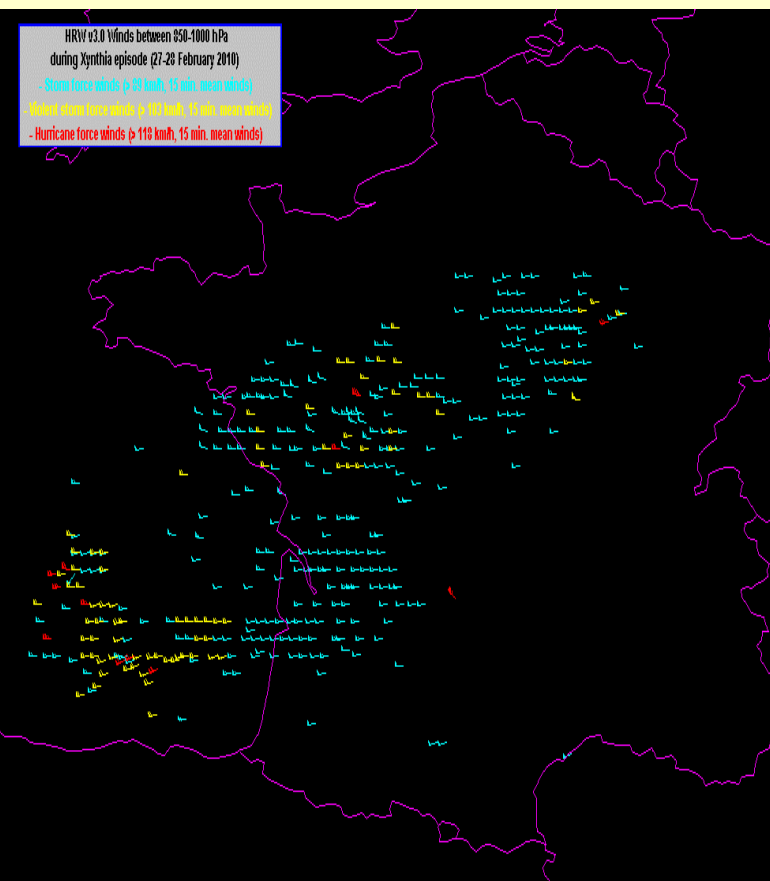 HRW v3.0 Winds between 850-1000 hPa
during Xynthia episode (27-28 February 2010)
- Storm force winds (> 89 km/h, 15 min. mean winds)
- Violent storm force winds (> 103 km/h, 15 min. mean winds)
- Hurricane force winds (> 118 km/h, 15 min. mean winds)